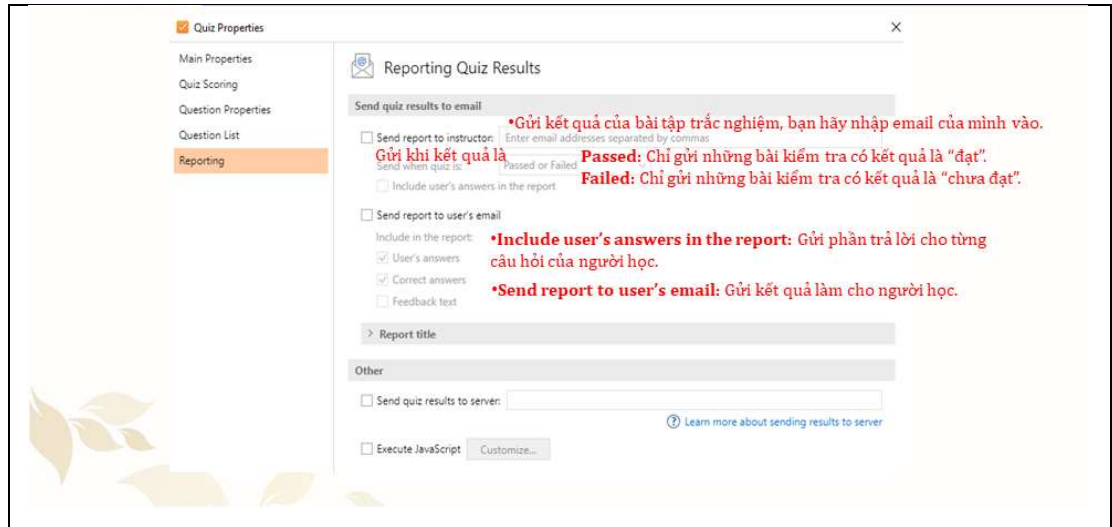 Quiz Properties
Main Properties
Quiz Scoring
Question Properties
Question List
Reporting
Reporting Quiz Results
Send quiz results to email
•Gửi kết quả của bài tập trắc nghiệm, bạn hãy nhập email của mình vào.
Send report to instructor: Enter email addresses separated by commas
Gửi khi kết quả là
Passed: Chỉ gửi những bài kiểm tra có kết quả là “đạt”.
Send when quiz is: Passed or Failed
Failed: Chỉ gửi những bài kiểm tra có kết quả là “chưa đạt”.
Include user's answers in the report
Send report to user's email
Include in the report:
•Include user’s answers in the report: Gửi phần trả lời cho từng
câu hỏi của người học.
User's answers
Correct answers
•Send report to user’s email: Gửi kết quả làm cho người học.
Feedback text
Report title
Other
Send quiz results to server:
Learn more about sending results to server
Execute JavaScript Customize...